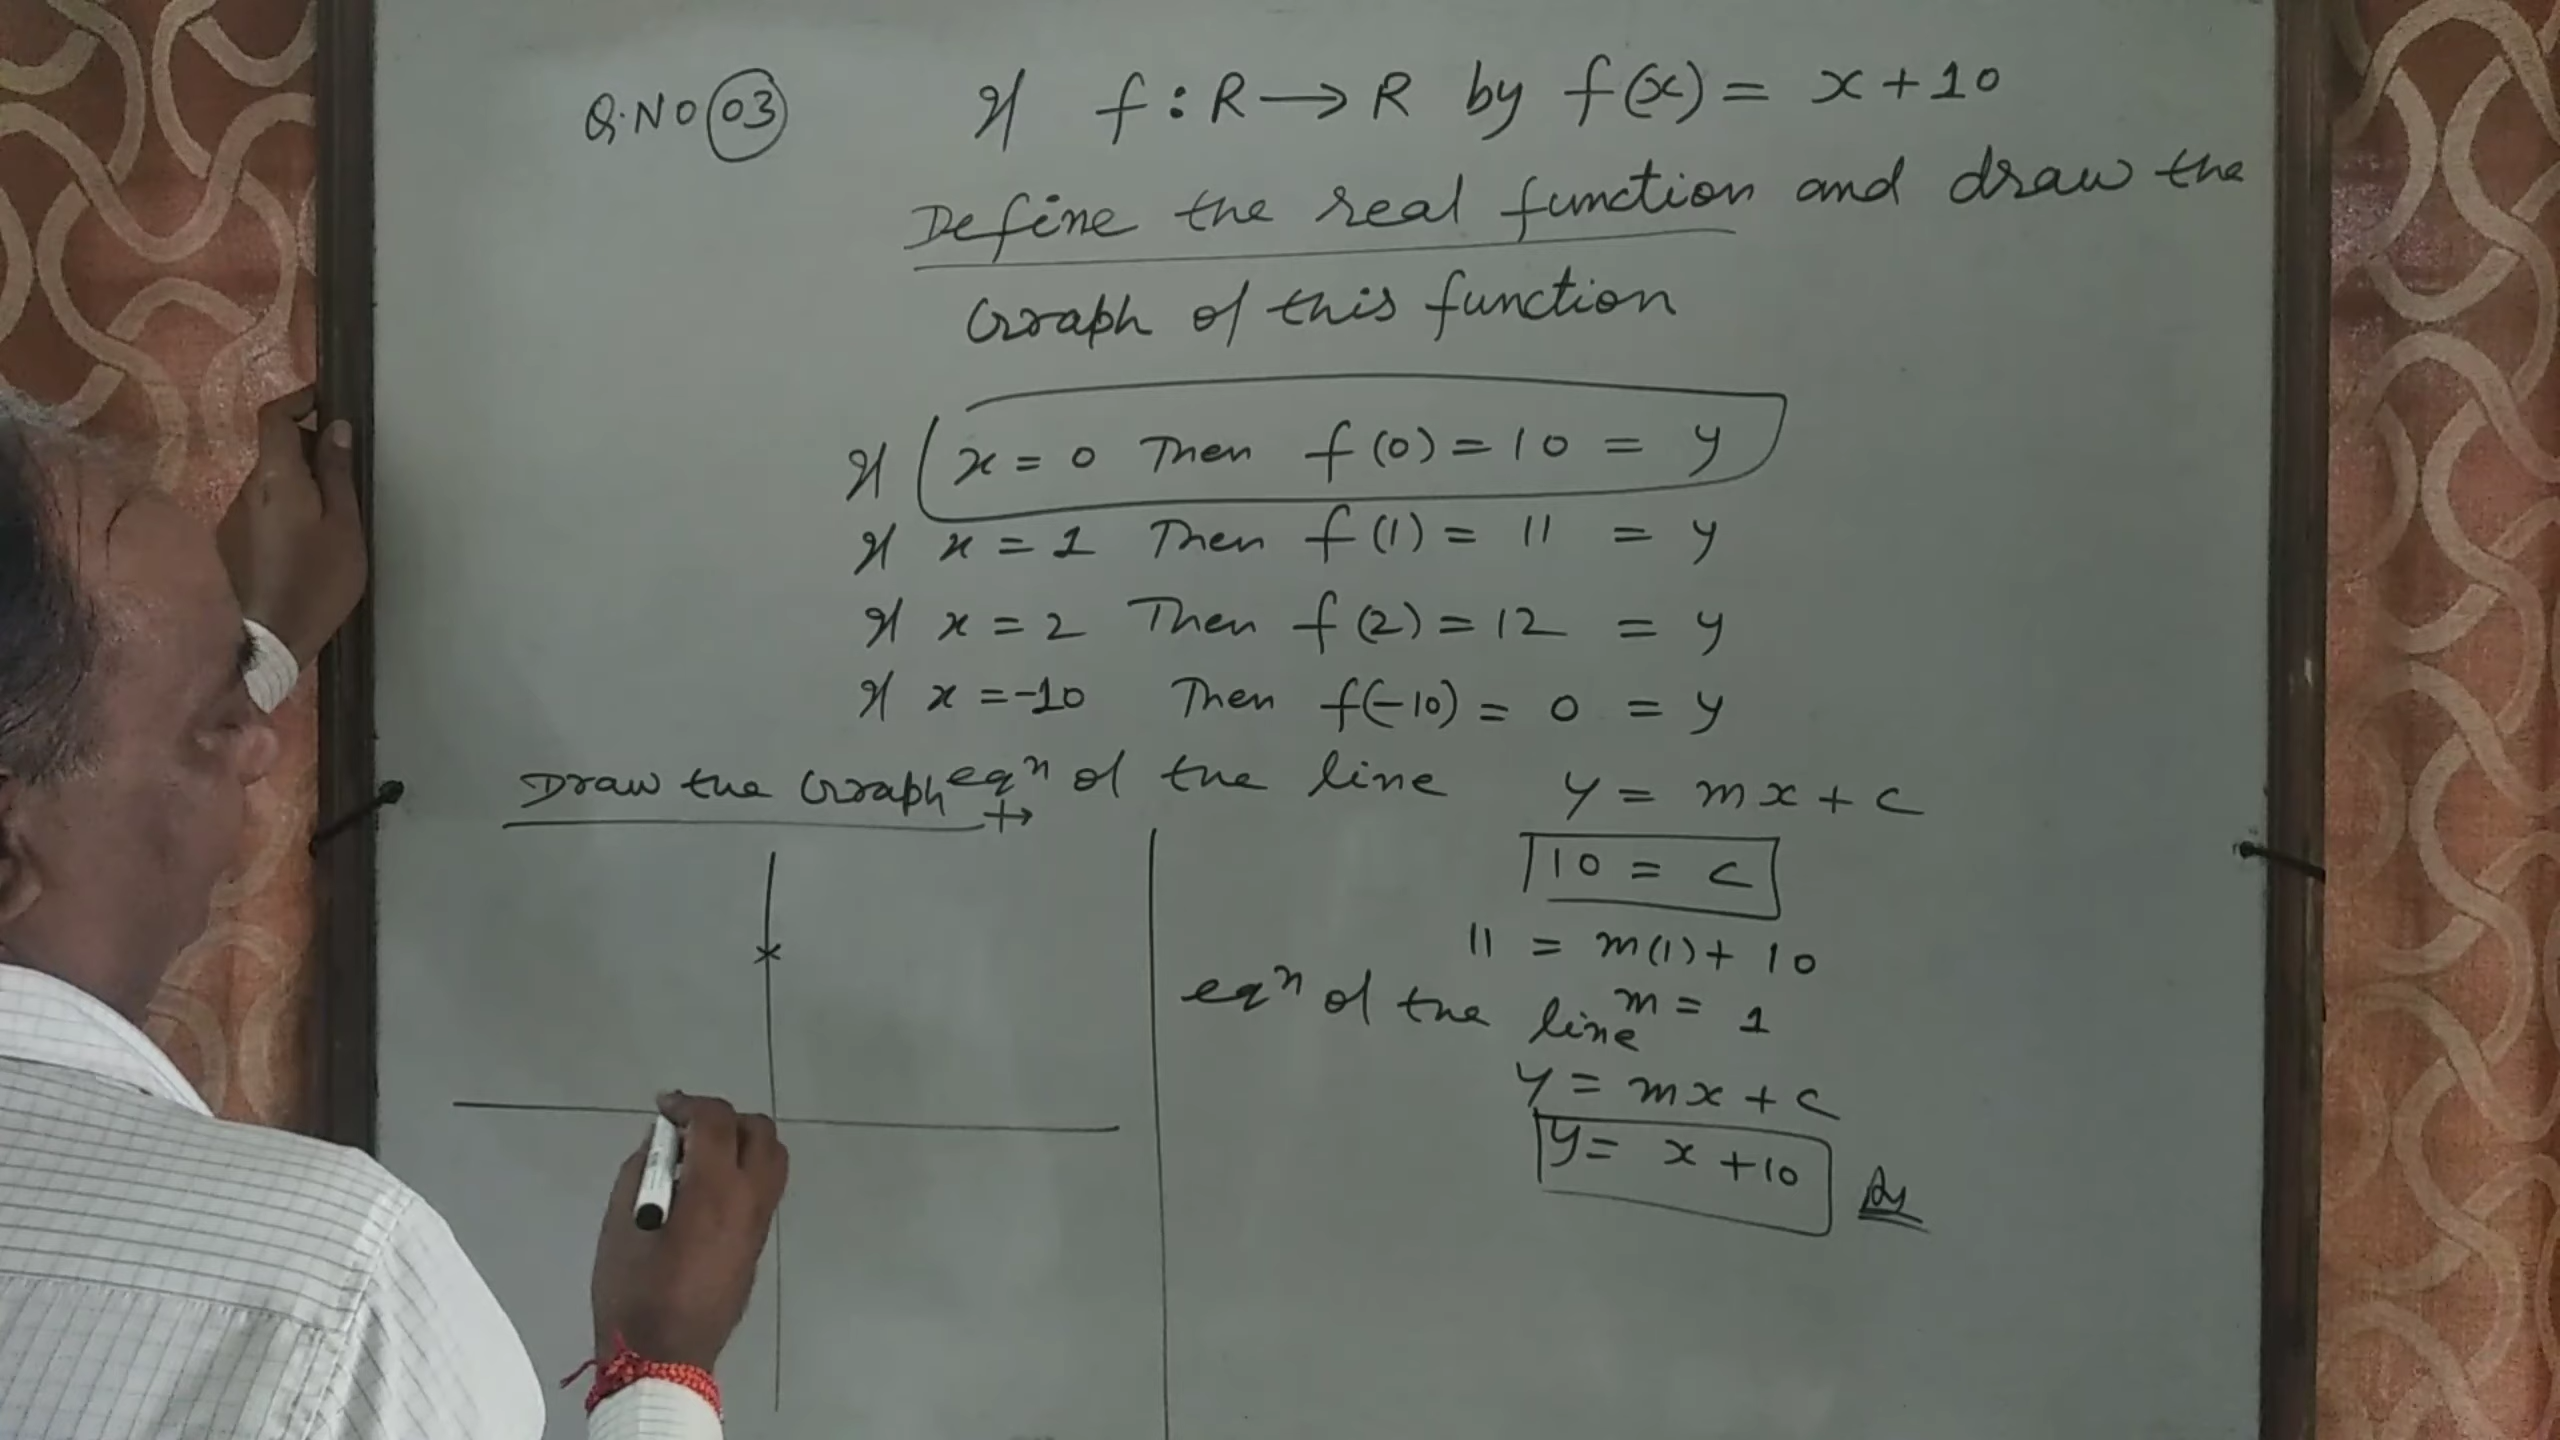 Q.NO 03 If f : R → R by f(x) = x + 10
Define the real function and draw the
Graph of this function
If x = 0 Then f(0) = 10 = y
If x = 1 Then f(1) = 11 = y
If x = 2 Then f(2) = 12 = y
If x = -10 Then f(-10) = 0 = y
Draw the Graph eqn of the line y = mx + c
10 = c
11 = m(1) + 10
m = 1
eqn of the line
y = mx + c
y = x + 10